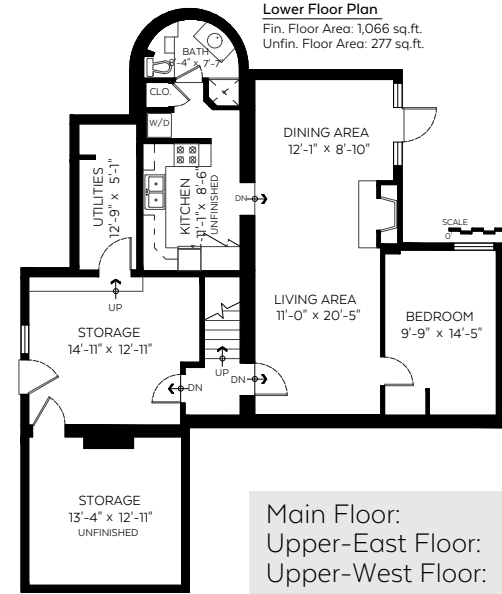 Lower Floor Plan
Fin. Floor Area: 1,066 sq.ft.
Unfin. Floor Area: 277 sq.ft.
BATH
8'-4" x 7'-7"
CLO.
W/D
DINING AREA
12'-1" x 8'-10"
UTILITIES
12'-9" x 5'-1"
KITCHEN
11'-1" x 8'-6"
UNFINISHED
DN
SCALE
0'
UP
STORAGE
14'-11" x 12'-11"
LIVING AREA
11'-0" x 20'-5"
BEDROOM
9'-9" x 14'-5"
UP
DN
DN
STORAGE
13'-4" x 12'-11"
UNFINISHED
Main Floor:
Upper-East Floor:
Upper-West Floor: